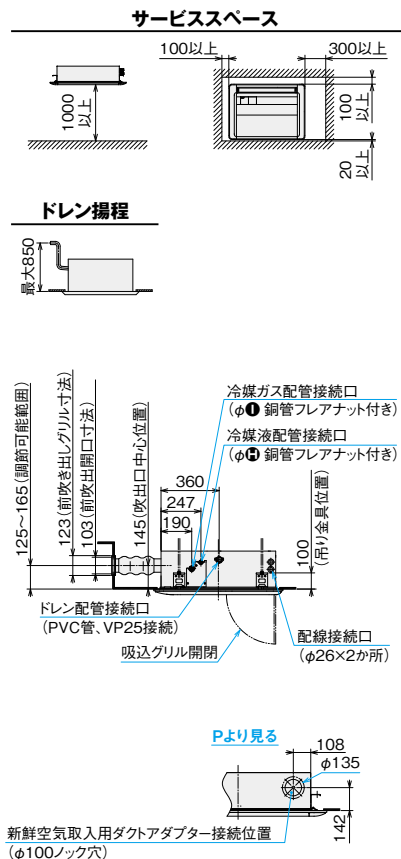 サービススペース
100以上
300以上
1000
以上
100
以上
20
以上
ドレン揚程
最大850
冷媒ガス配管接続口
(φI 銅管フレアナット付き)
冷媒液配管接続口
(φH 銅管フレアナット付き)
125~165(調節可能範囲)
123(前吹き出しグリル寸法)
103(前吹出開口寸法)
145(吹出口中心位置)
360
247
190
100
(吊り金具位置)
ドレン配管接続口
(PVC管、VP25接続)
吸込グリル開閉
配線接続口
(φ26×2か所)
Pより見る
108
φ135
142
新鮮空気取入用ダクトアダプター接続位置
(φ100ノック穴)